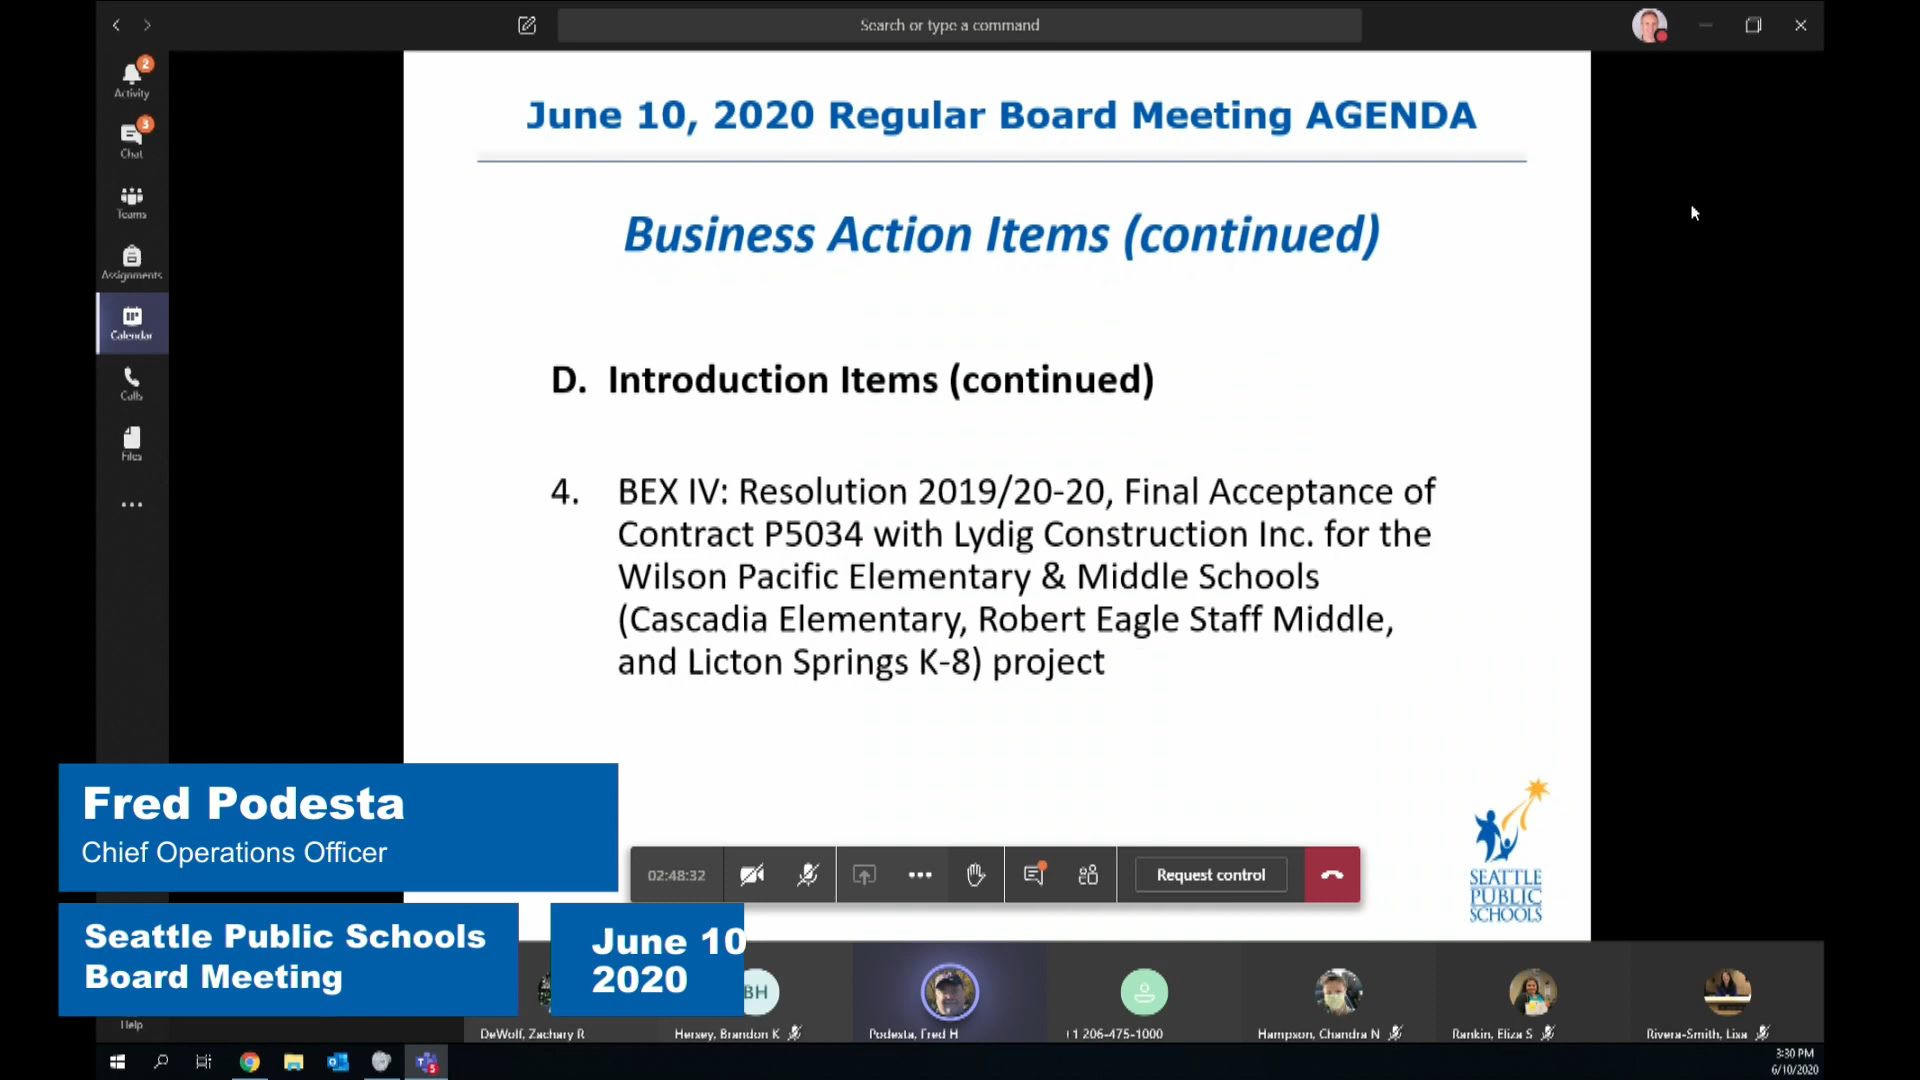 Search or type a command
2
Activity
3
Chat
Teams
Assignments
Calendar
Calls
Files
June 10, 2020 Regular Board Meeting AGENDA
Business Action Items (continued)
D. Introduction Items (continued)
4. BEX IV: Resolution 2019/20-20, Final Acceptance of
Contract P5034 with Lydig Construction Inc. for the
Wilson Pacific Elementary & Middle Schools
(Cascadia Elementary, Robert Eagle Staff Middle,
and Licton Springs K-8) project
SEATTLE
PUBLIC
SCHOOLS
Fred Podesta
Chief Operations Officer
02:48:32
Request control
Seattle Public Schools
Board Meeting
June 10
2020
BH
Help
DeWolf, Zachary R
Hersey, Brandon K
Podesta, Fred H
+1 206-475-1000
Hampson, Chandra N
Rankin, Eliza S
Rivera-Smith, Lisa
5
3:30 PM
6/10/2020